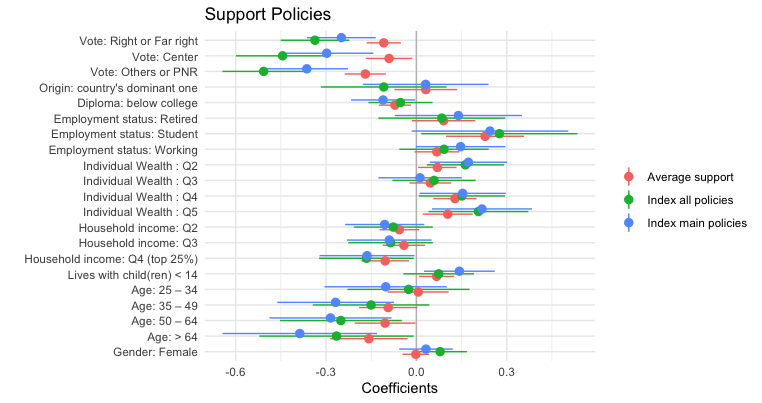 Support Policies
Vote: Right or Far right
Vote: Center
Vote: Others or PNR
Origin: country's dominant one
Diploma: below college
Employment status: Retired
Employment status: Student
Employment status: Working
Individual Wealth : Q2
Individual Wealth : Q3
Individual Wealth : Q4
Individual Wealth : Q5
Household income: Q2
Household income: Q3
Household income: Q4 (top 25%)
Lives with child(ren) < 14
Age: 25 – 34
Age: 35 – 49
Age: 50 – 64
Age: > 64
Gender: Female
-0.6 -0.3 0.0 0.3
Coefficients
Average support
Index all policies
Index main policies